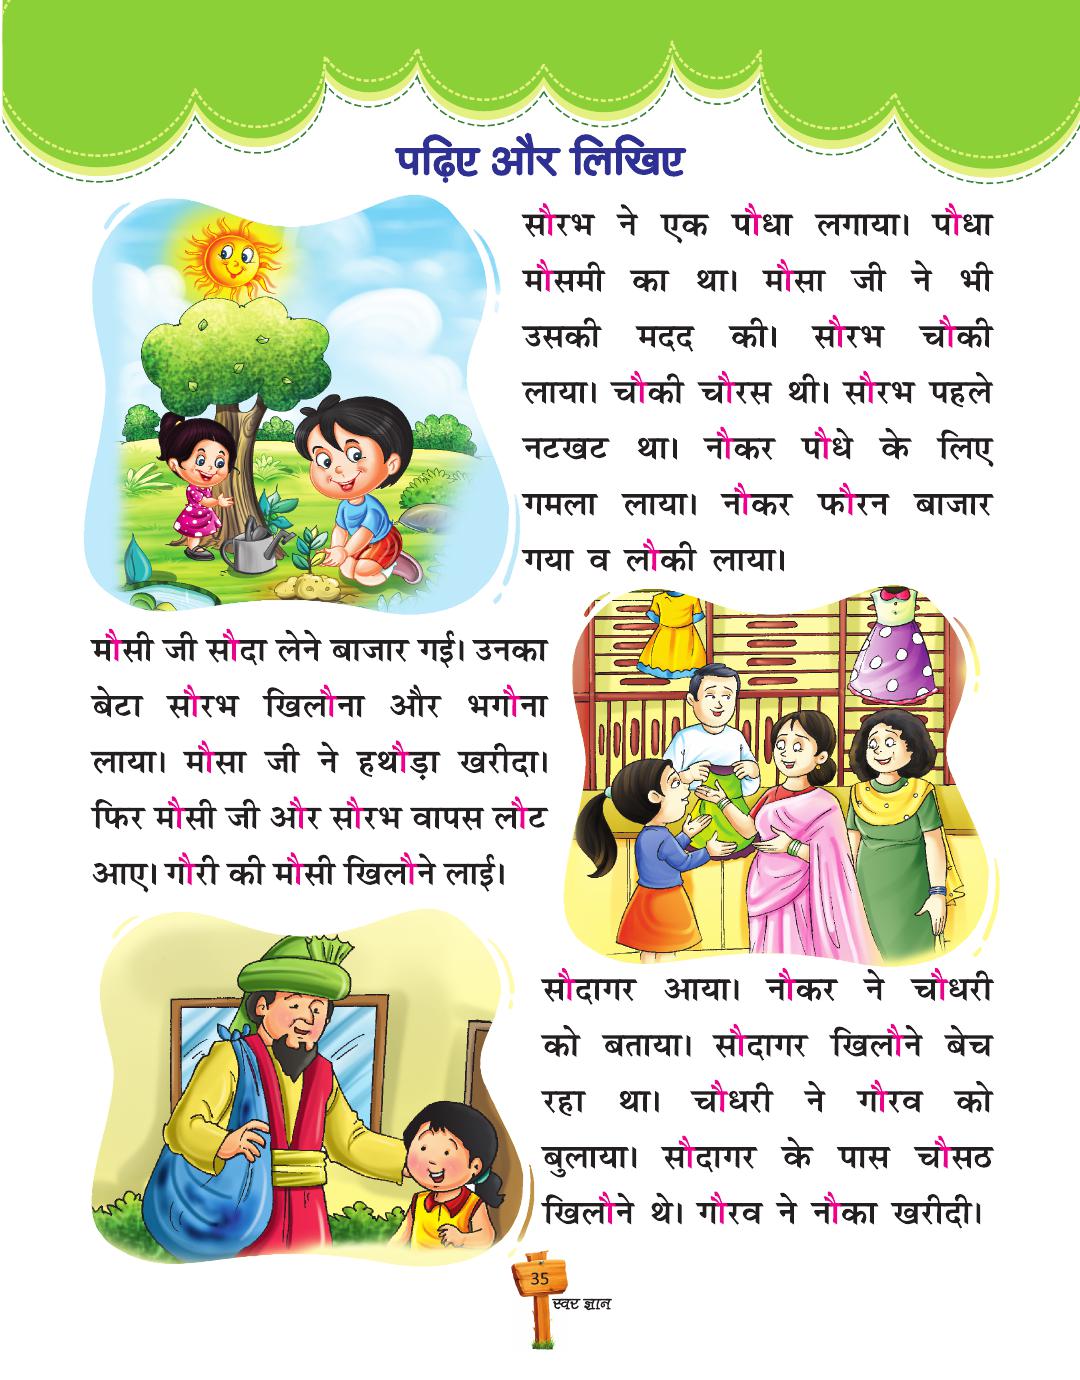 पढ़िए और लिखिए
सौरभ ने एक पौधा लगाया। पौधा
मौसमी का था। मौसा जी ने भी
उसकी मदद की। सौरभ चौकी
लाया। चौकी चौरस थी। सौरभ पहले
नटखट था। नौकर पौधे के लिए
गमला लाया। नौकर फौरन बाजार
गया व लौकी लाया।
मौसी जी सौदा लेने बाजार गई। उनका
बेटा सौरभ खिलौना और भगौना
लाया। मौसा जी ने हथौड़ा खरीदा।
फिर मौसी जी और सौरभ वापस लौट
आए। गौरी की मौसी खिलौने लाई।
सौदागर आया। नौकर ने चौधरी
को बताया। सौदागर खिलौने बेच
रहा था। चौधरी ने गौरव को
बुलाया। सौदागर के पास चौसठ
खिलौने थे। गौरव ने नौका खरीदी।
35
स्वर ज्ञान